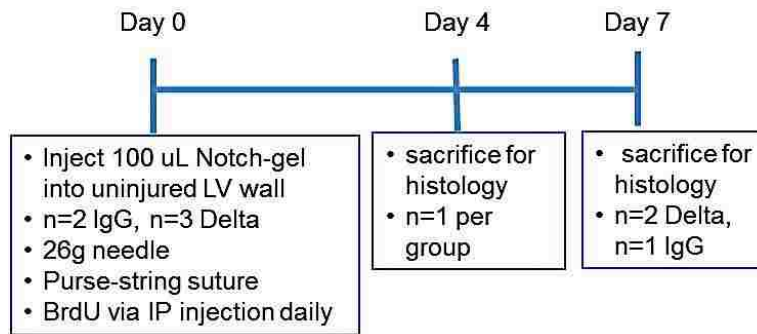 Day 0
Day 4
Day 7
• Inject 100 uL Notch-gel
into uninjured LV wall
• n=2 IgG, n=3 Delta
• 26g needle
• Purse-string suture
• BrdU via IP injection daily
• sacrifice for
histology
• n=1 per
group
• sacrifice for
histology
• n=2 Delta,
n=1 IgG